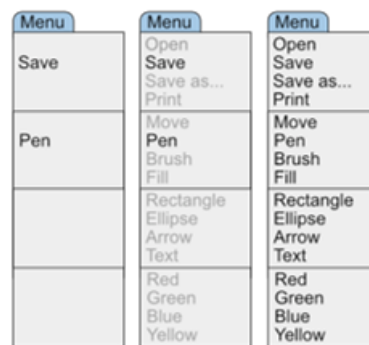 Menu
Save
Pen
Menu
Open
Save
Save as...
Print
Move
Pen
Brush
Fill
Rectangle
Ellipse
Arrow
Text
Red
Green
Blue
Yellow
Menu
Open
Save
Save as...
Print
Move
Pen
Brush
Fill
Rectangle
Ellipse
Arrow
Text
Red
Green
Blue
Yellow